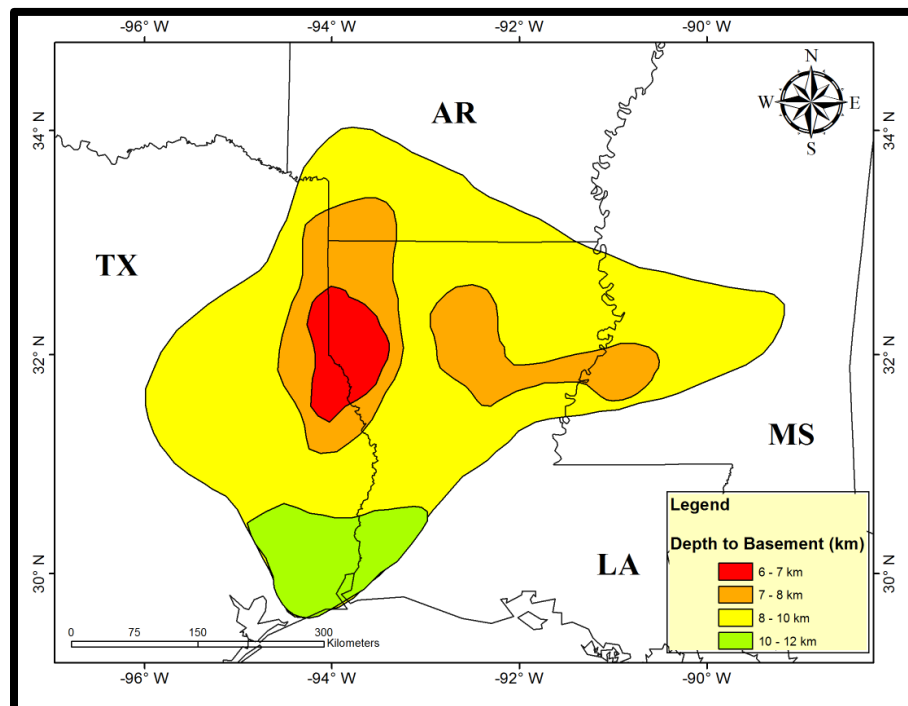 -96° W -94° W -92° W -90° W
N
W E
S
AR
34° N 34° N
TX
32° N 32° N
MS
Legend
Depth to Basement (km)
6 - 7 km
7 - 8 km
8 - 10 km
10 - 12 km
LA
30° N 30° N
0 75 150 300
Kilometers
-96° W -94° W -92° W -90° W